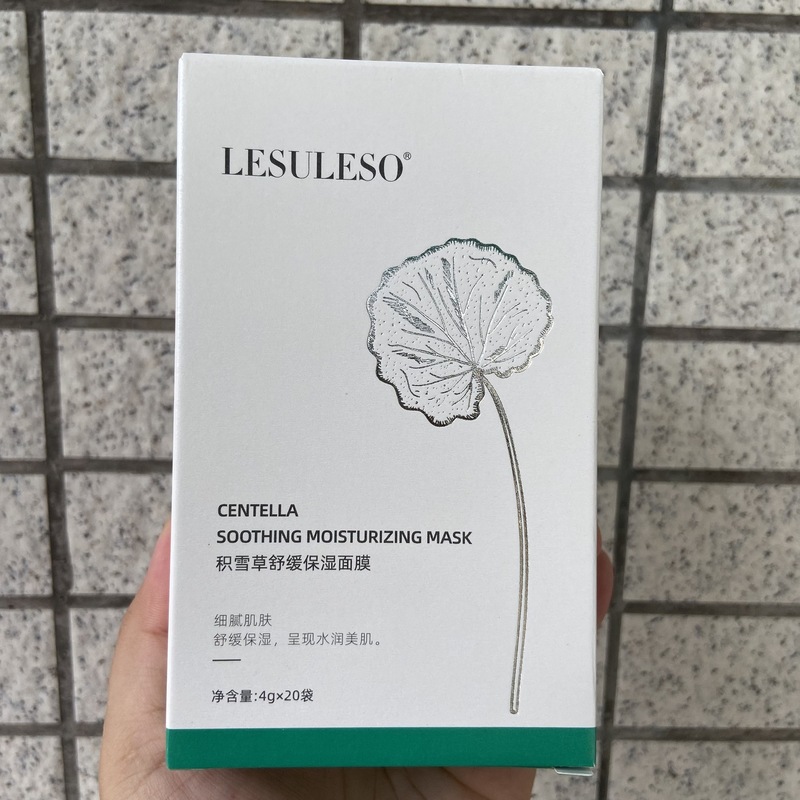 LESULESO®
CENTELLA
SOOTHING MOISTURIZING MASK
积雪草舒缓保湿面膜
细腻肌肤
舒缓保湿，呈现水润美肌。
净含量:4g×20袋